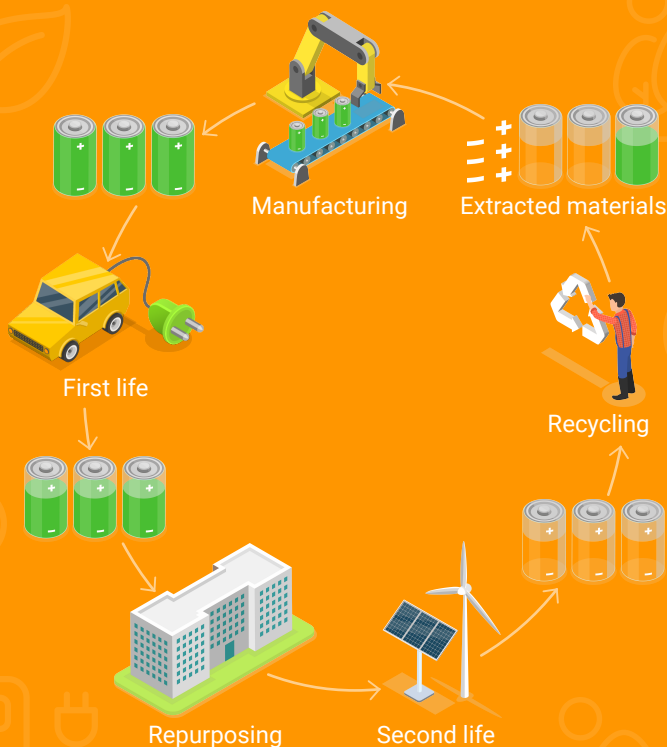 Manufacturing
Extracted materials
First life
Recycling
Repurposing
Second life